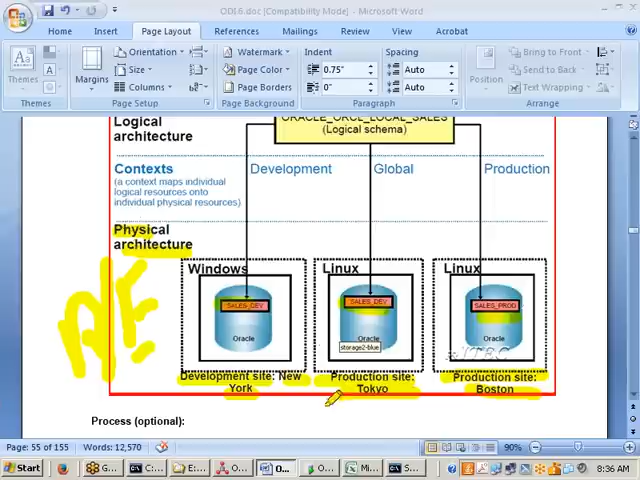 ODI.6.doc [Compatibility Mode] - Microsoft Word
Home Insert Page Layout References Mailings Review View Acrobat
Themes
Margins
Orientation
Size
Columns
Watermark
Page Color
Page Borders
Indent
0.75"
0"
Spacing
Auto
Auto
Position
Bring to Front
Send to Back
Text Wrapping
Themes Page Setup Page Background Paragraph Arrange
Logical
architecture
ORACLE_ORCL_LOCAL_SALES
(Logical schema)
Contexts
(a context maps individual
logical resources onto
individual physical resources)
Development Global Production
Physical
architecture
Windows Linux Linux
SALES_DEV SALES_DEV SALES_PROD
Oracle Oracle Oracle
storage2-blue
Development site: New
York
Production site:
Tokyo
Production site:
Boston
A/E
Process (optional):
Page: 55 of 155 Words: 12,570 90%
Start G... C:... E:... O... O... O... Mi... S... 8:36 AM